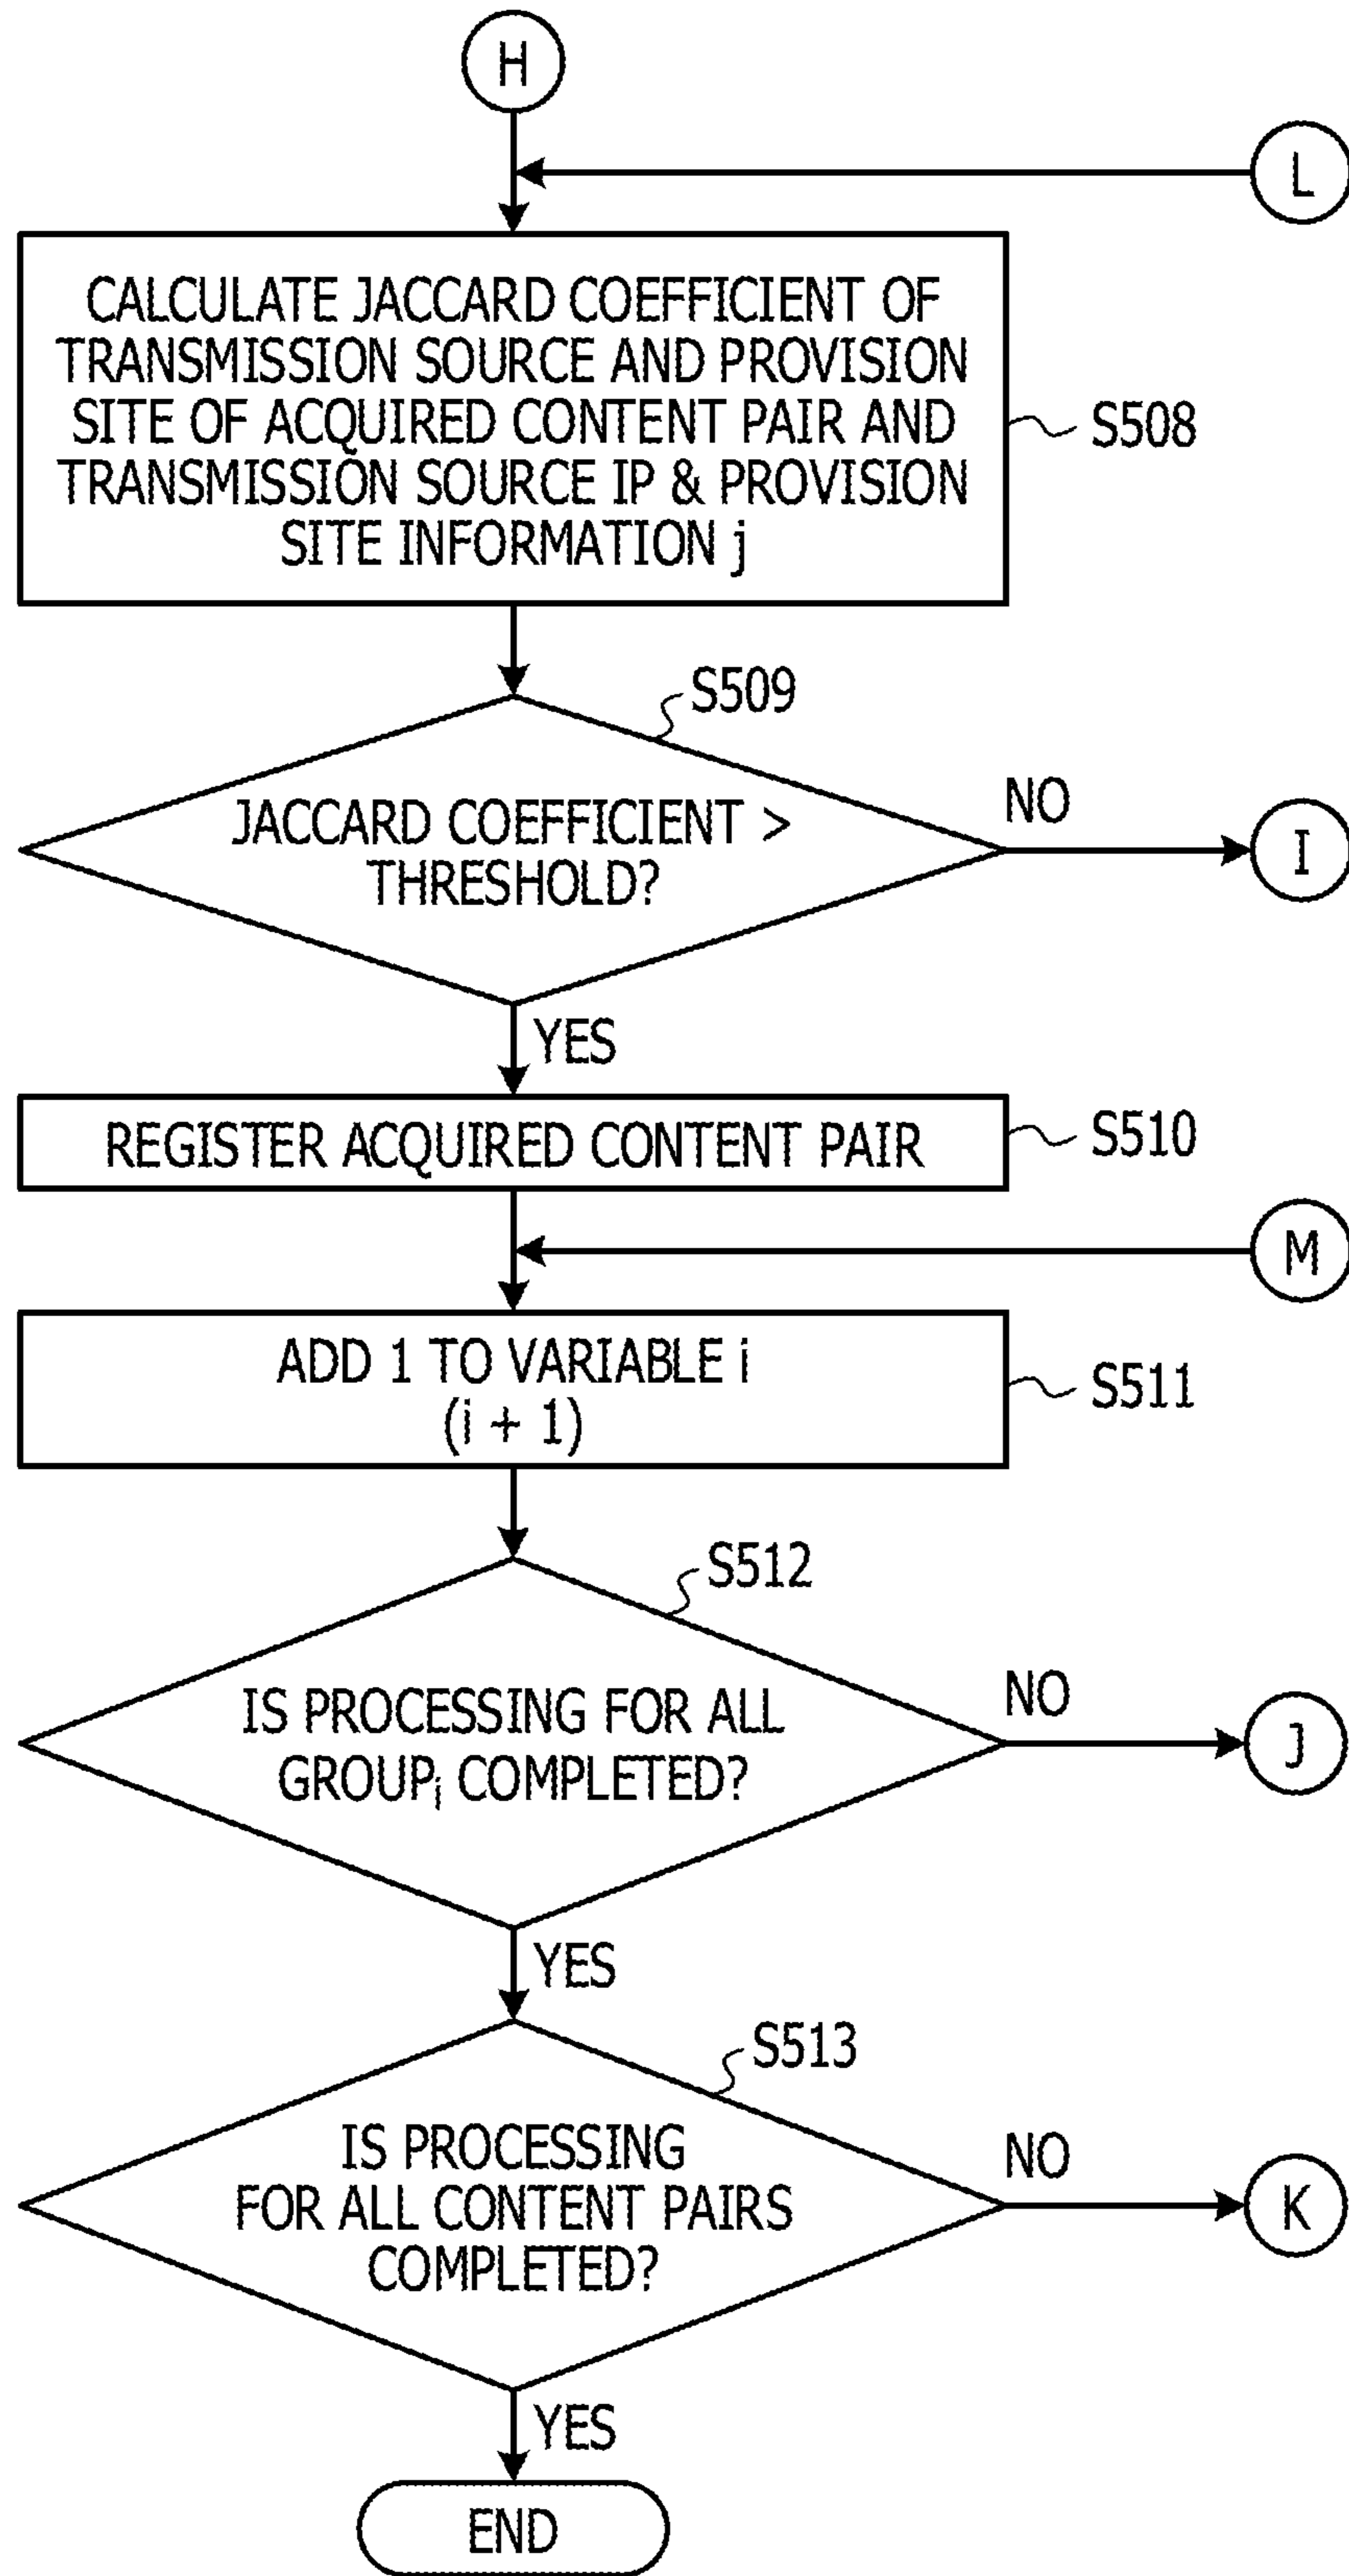 H
L
CALCULATE JACCARD COEFFICIENT OF
TRANSMISSION SOURCE AND PROVISION
SITE OF ACQUIRED CONTENT PAIR AND
TRANSMISSION SOURCE IP & PROVISION
SITE INFORMATION j
S508
S509
JACCARD COEFFICIENT >
THRESHOLD?
NO
I
YES
REGISTER ACQUIRED CONTENT PAIR
S510
M
ADD 1 TO VARIABLE i
(i + 1)
S511
S512
IS PROCESSING FOR ALL
GROUPi COMPLETED?
NO
J
YES
S513
IS PROCESSING
FOR ALL CONTENT PAIRS
COMPLETED?
NO
K
YES
END